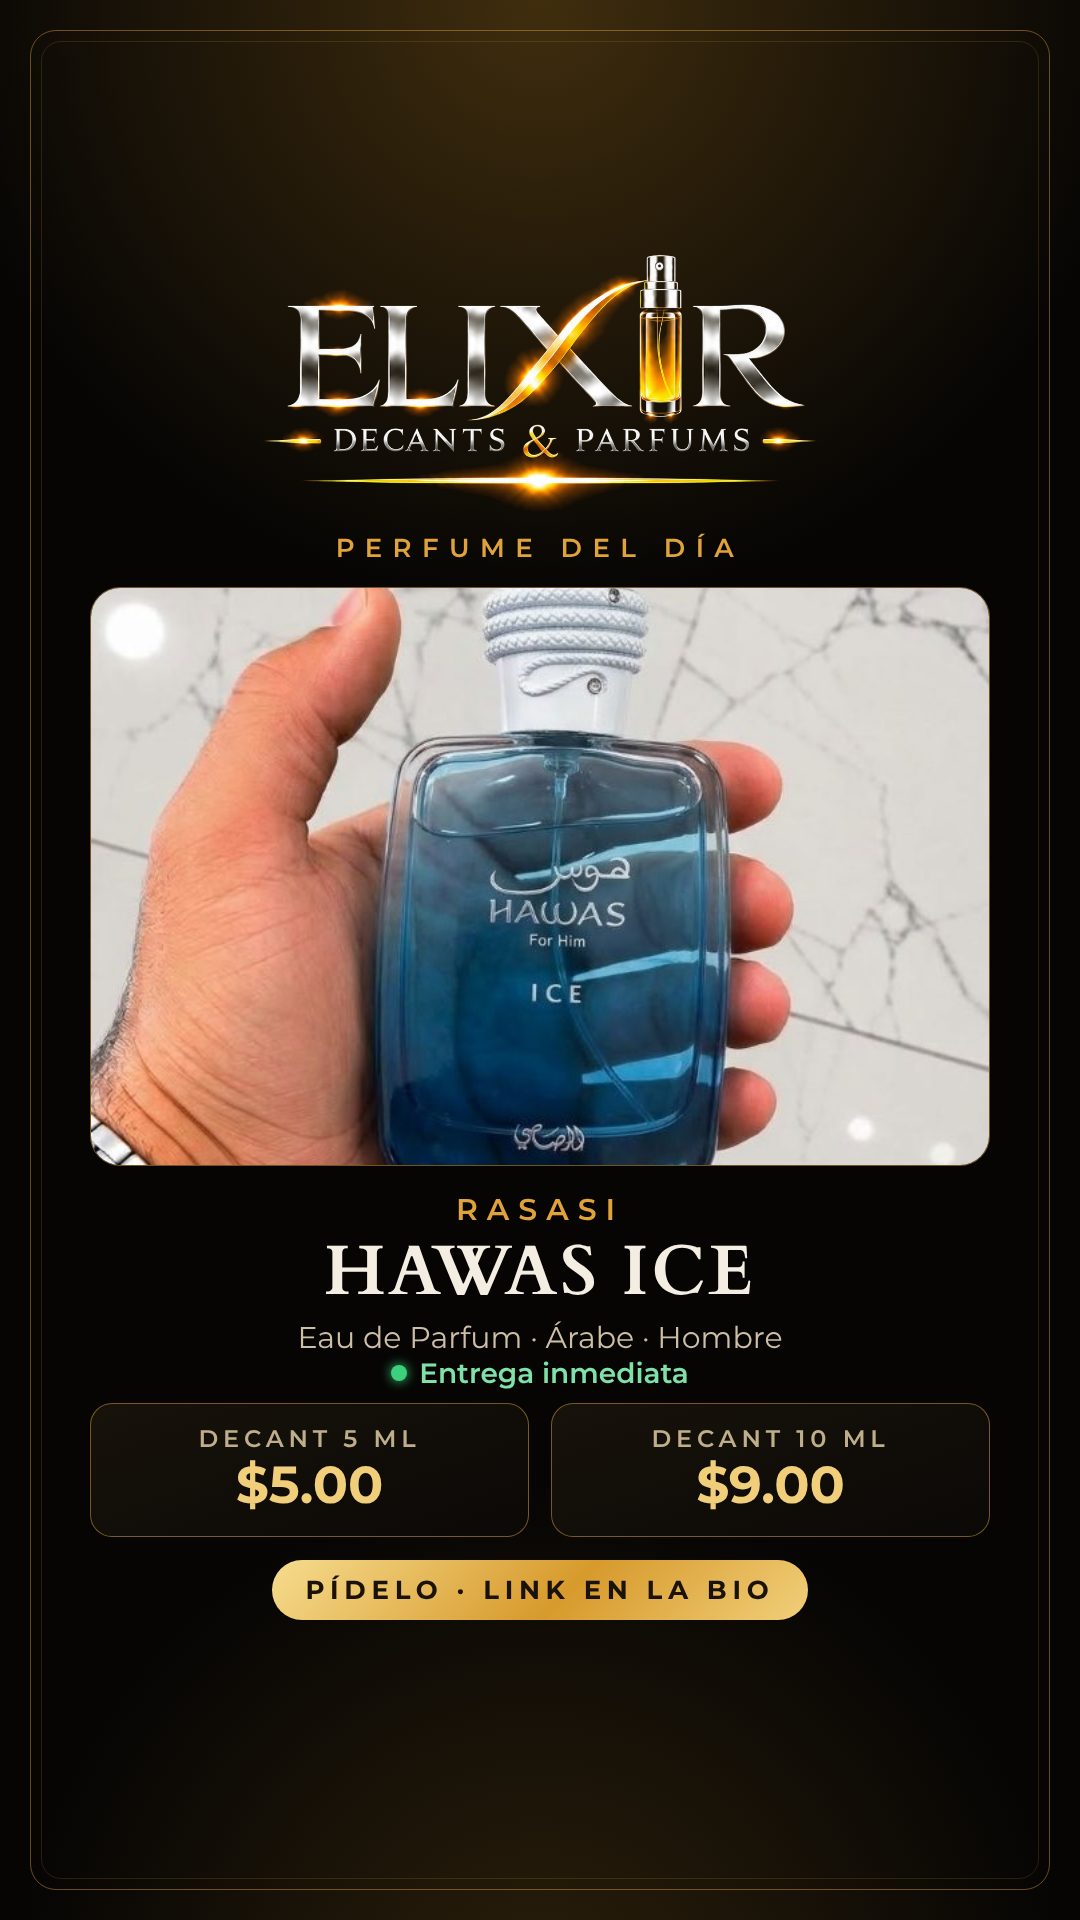 ELIXIR
DECANTS & PARFUMS
PERFUME DEL DÍA
هوس
HAWAS
For Him
ICE
الرصاصي
RASASI
HAWAS ICE
Eau de Parfum · Árabe · Hombre
Entrega inmediata
DECANT 5 ML
$5.00
DECANT 10 ML
$9.00
PÍDELO · LINK EN LA BIO